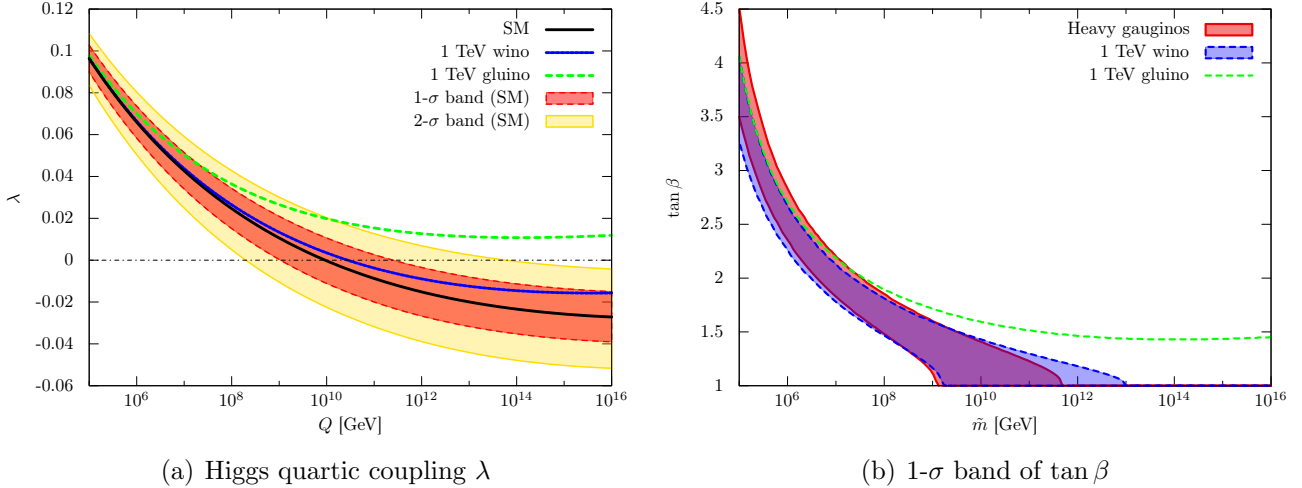 0.12
0.1
0.08
0.06
0.04
0.02
0
-0.02
-0.04
-0.06
λ
SM
1 TeV wino
1 TeV gluino
1-σ band (SM)
2-σ band (SM)
10^6 10^8 10^10 10^12 10^14 10^16
Q [GeV]
(a) Higgs quartic coupling λ
4.5
4
3.5
3
2.5
2
1.5
1
tan β
Heavy gauginos
1 TeV wino
1 TeV gluino
10^6 10^8 10^10 10^12 10^14 10^16
m̃ [GeV]
(b) 1-σ band of tan β